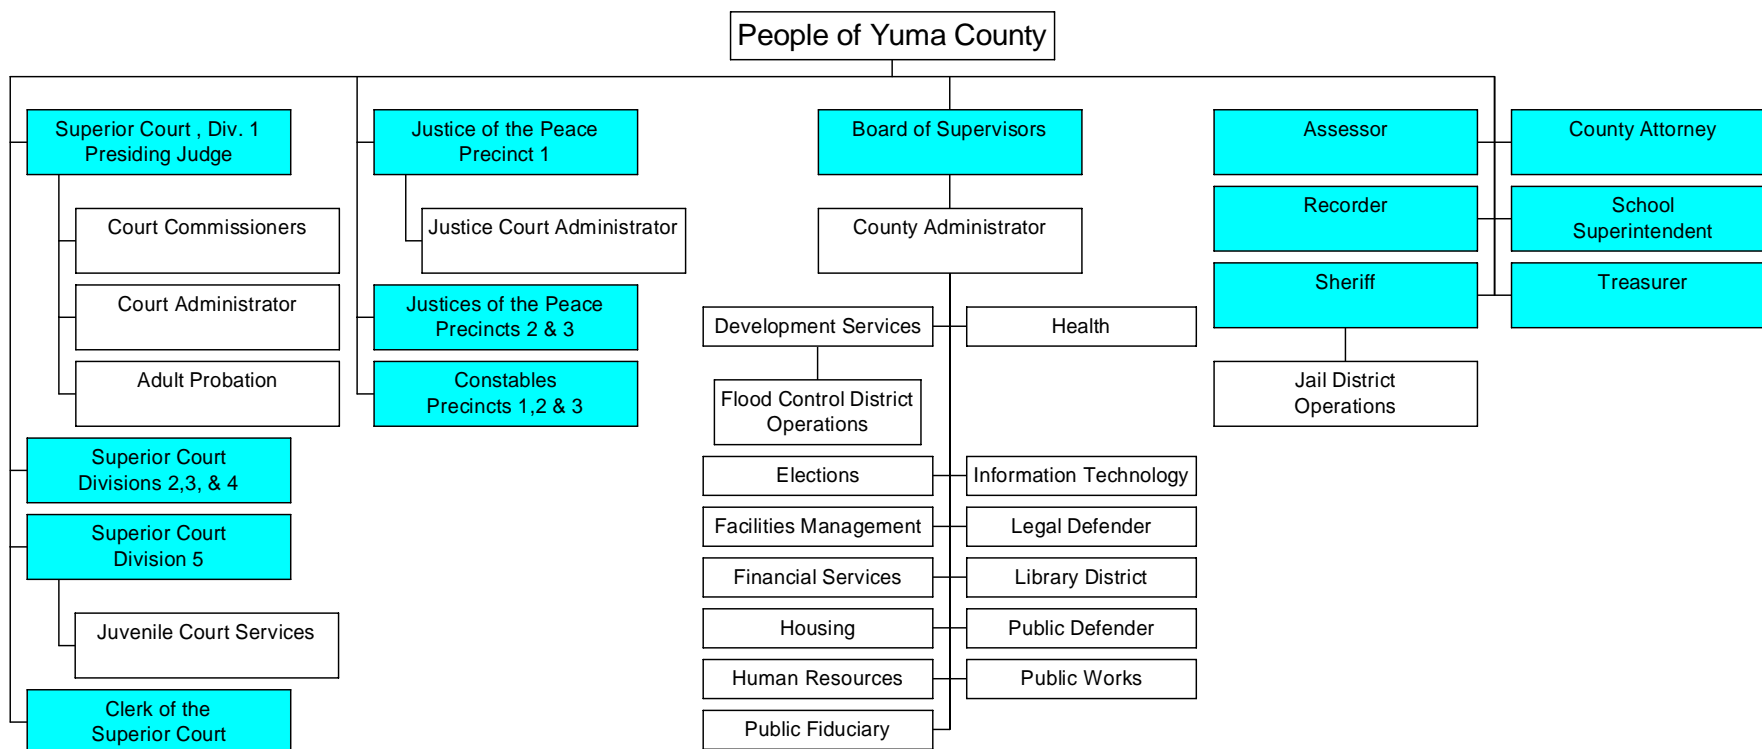 People of Yuma County
Superior Court , Div. 1
Presiding Judge
Court Commissioners
Court Administrator
Adult Probation
Superior Court
Divisions 2,3, & 4
Superior Court
Division 5
Juvenile Court Services
Clerk of the
Superior Court
Justice of the Peace
Precinct 1
Justice Court Administrator
Justices of the Peace
Precincts 2 & 3
Constables
Precincts 1,2 & 3
Board of Supervisors
County Administrator
Development Services
Health
Flood Control District
Operations
Elections
Information Technology
Facilities Management
Legal Defender
Financial Services
Library District
Housing
Public Defender
Human Resources
Public Works
Public Fiduciary
Assessor
County Attorney
Recorder
School
Superintendent
Sheriff
Treasurer
Jail District
Operations